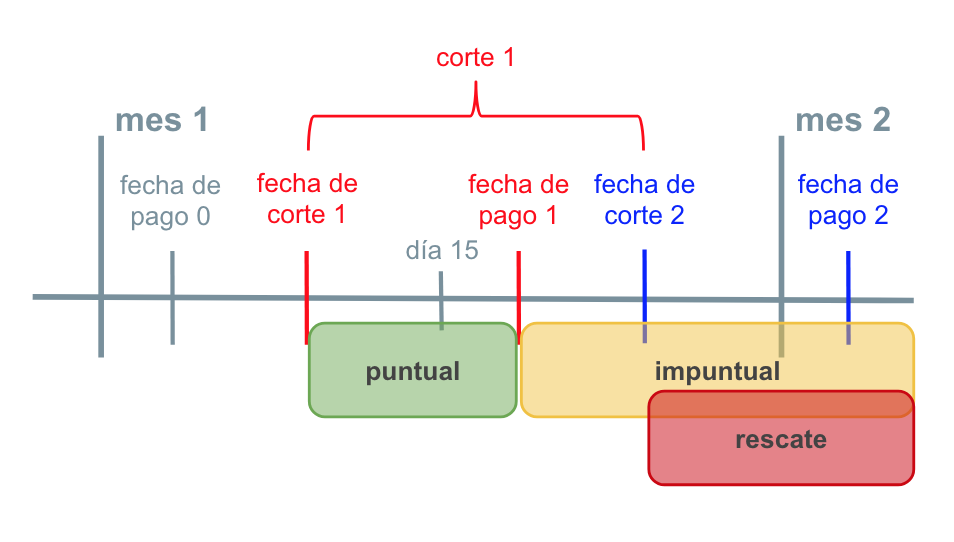 corte 1
mes 1
mes 2
fecha de
pago 0
fecha de
corte 1
fecha de
pago 1
fecha de
corte 2
fecha de
pago 2
día 15
puntual
impuntual
rescate